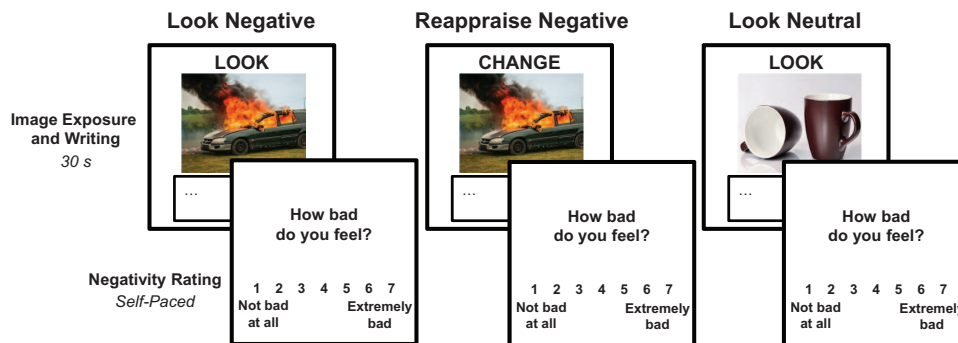 Look Negative
Reappraise Negative
Look Neutral
LOOK
CHANGE
LOOK
Image Exposure
and Writing
30 s
...
...
...
How bad
do you feel?
How bad
do you feel?
How bad
do you feel?
Negativity Rating
Self-Paced
1 2 3 4 5 6 7
Not bad
at all
Extremely
bad
1 2 3 4 5 6 7
Not bad
at all
Extremely
bad
1 2 3 4 5 6 7
Not bad
at all
Extremely
bad